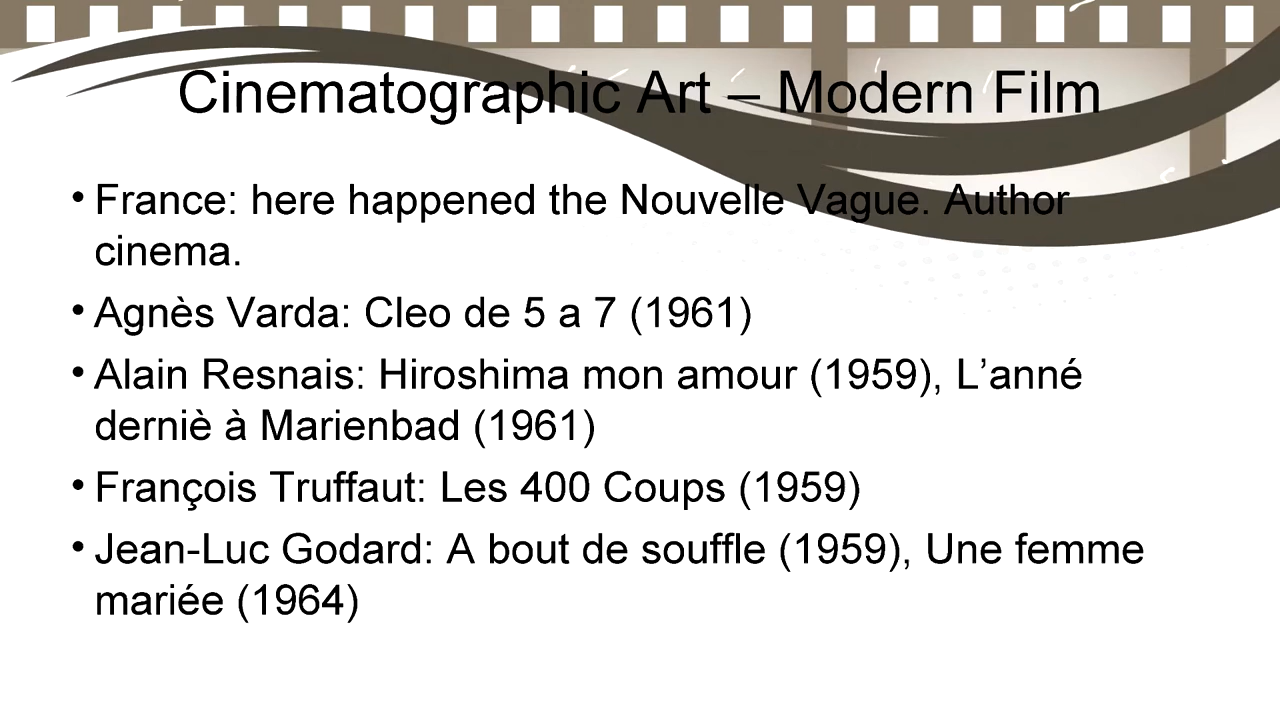 Cinematographic Art – Modern Film
• France: here happened the Nouvelle Vague. Author
cinema.
• Agnès Varda: Cleo de 5 a 7 (1961)
• Alain Resnais: Hiroshima mon amour (1959), L’anné
derniè à Marienbad (1961)
• François Truffaut: Les 400 Coups (1959)
• Jean-Luc Godard: A bout de souffle (1959), Une femme
mariée (1964)